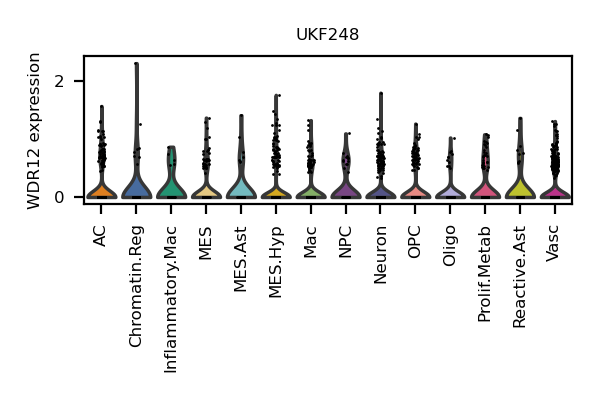 UKF248
WDR12 expression
2
0
AC
Chromatin.Reg
Inflammatory.Mac
MES
MES.Ast
MES.Hyp
Mac
NPC
Neuron
OPC
Oligo
Prolif.Metab
Reactive.Ast
Vasc